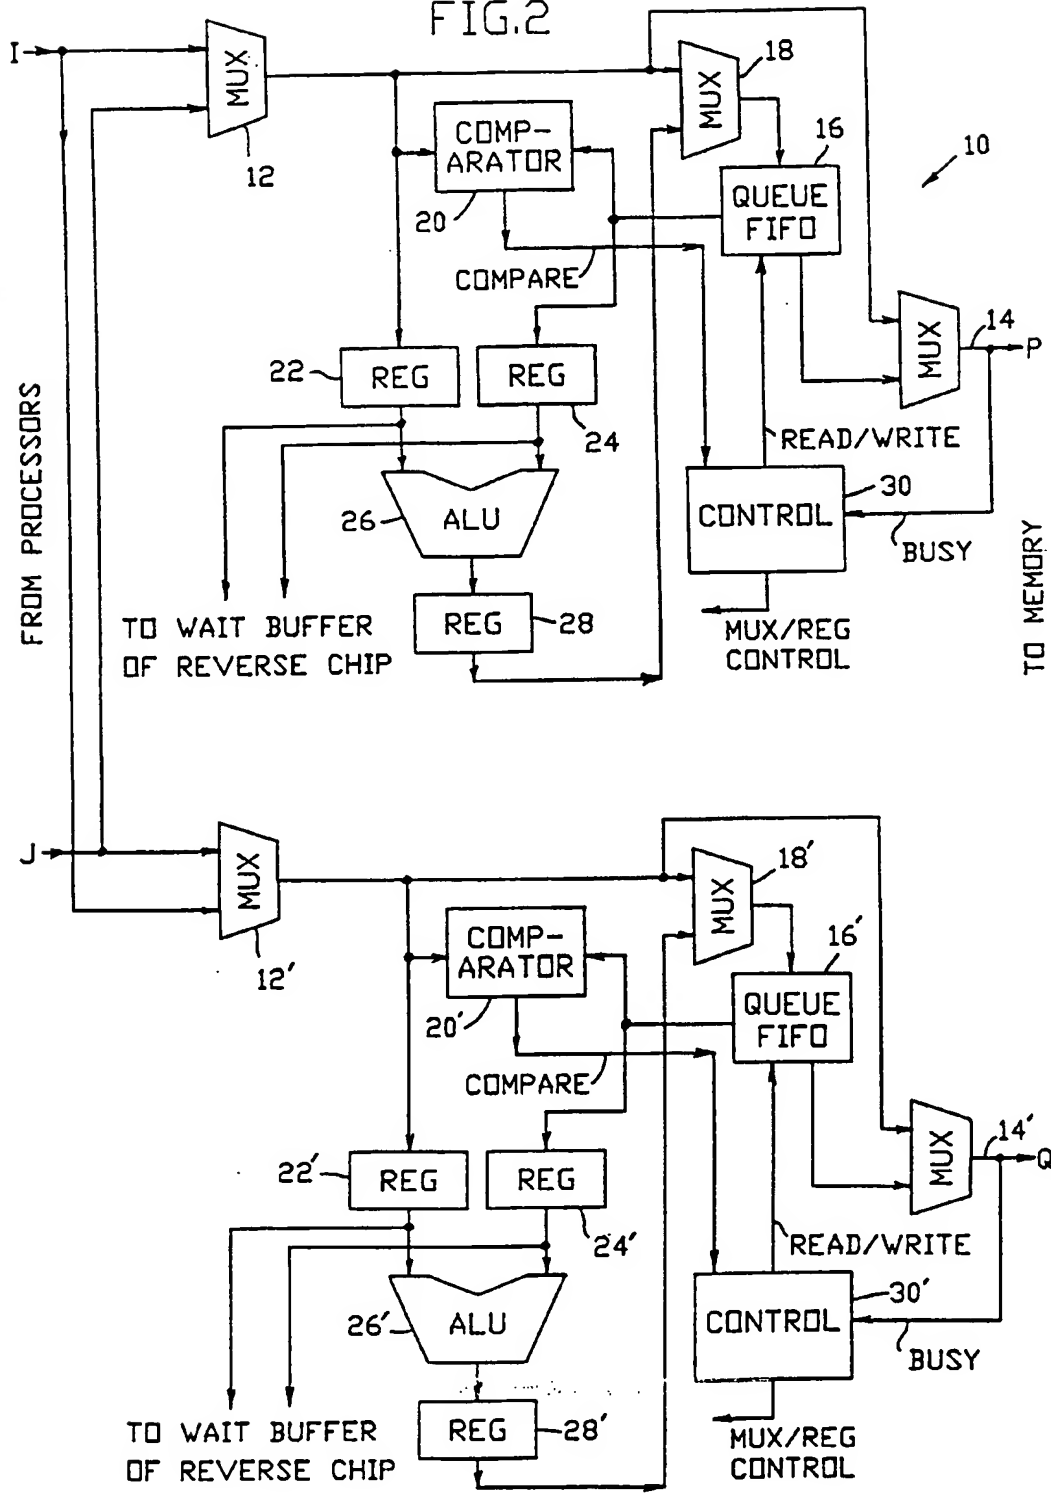 FIG.2
I
MUX
12
COMP-
ARATOR
20
MUX
18
16
QUEUE
FIFO
10
COMPARE
MUX
14
P
22
REG
REG
24
READ/WRITE
FROM PROCESSORS
26
ALU
CONTROL
30
BUSY
TO MEMORY
TO WAIT BUFFER
OF REVERSE CHIP
REG
28
MUX/REG
CONTROL
J
MUX
12'
COMP-
ARATOR
20'
MUX
18'
16'
QUEUE
FIFO
COMPARE
MUX
14'
Q
22'
REG
REG
24'
READ/WRITE
26'
ALU
CONTROL
30'
BUSY
TO WAIT BUFFER
OF REVERSE CHIP
REG
28'
MUX/REG
CONTROL